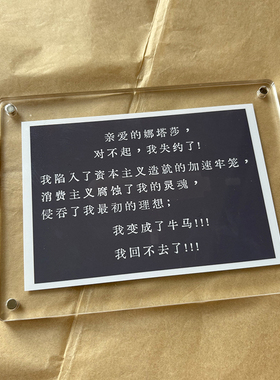 亲爱的娜塔莎，
对不起，我失约了！
我陷入了资本主义造就的加速牢笼，
消费主义腐蚀了我的灵魂，
侵吞了我最初的理想；
我变成了牛马!!!
我回不去了!!!